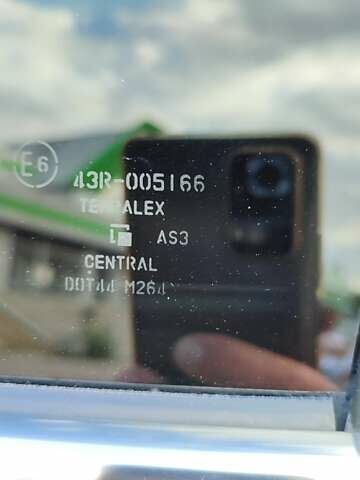 E6
43R-005166
TEMPALEX
AS3
CENTRAL
DOT44 M264